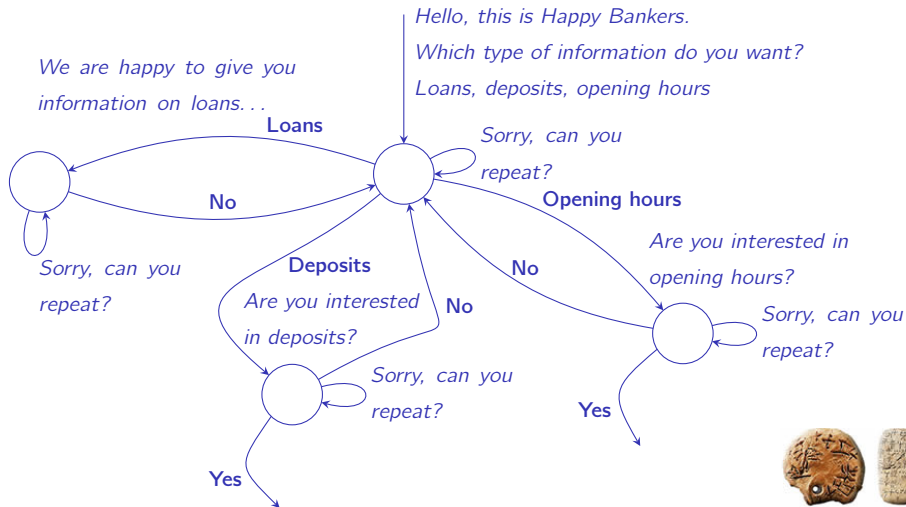 Hello, this is Happy Bankers.
Which type of information do you want?
Loans, deposits, opening hours
We are happy to give you
information on loans...
Loans
Sorry, can you
repeat?
No
Opening hours
Sorry, can you
repeat?
Deposits
Are you interested
in deposits?
No
No
Are you interested in
opening hours?
Sorry, can you
repeat?
Sorry, can you
repeat?
Yes
Yes